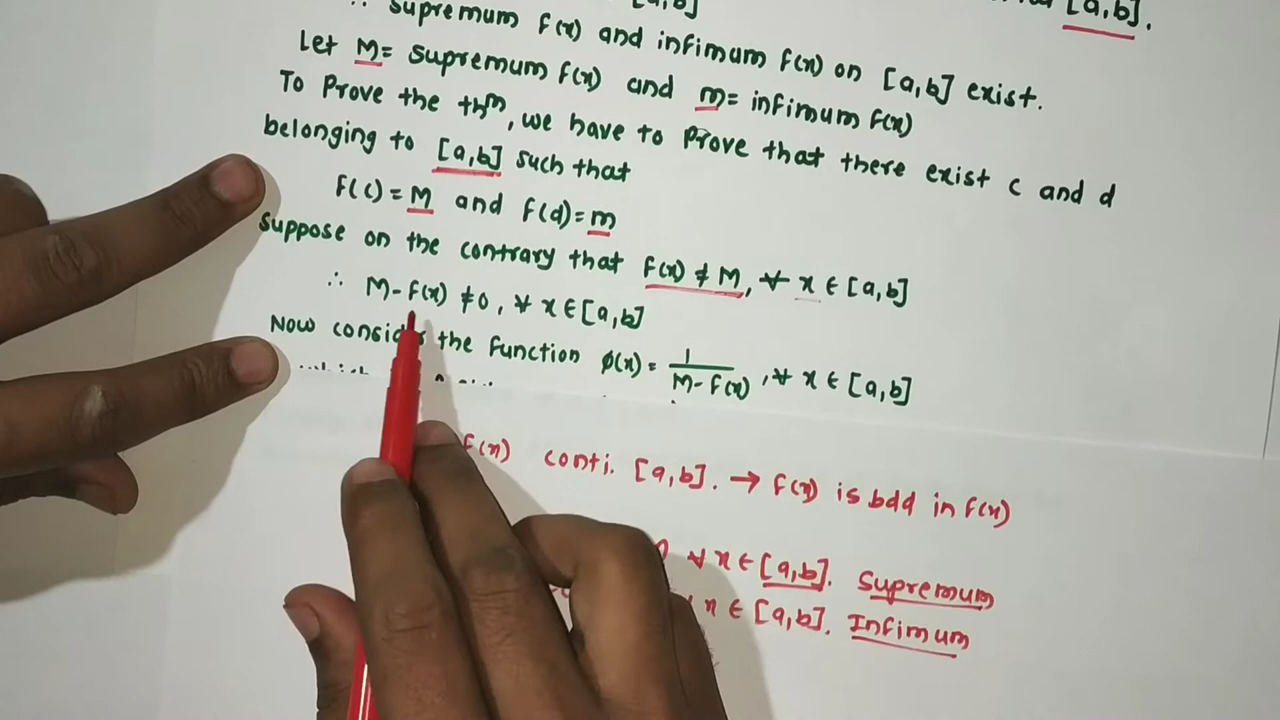 [a,b]
[a,b].
∴ supremum f(x) and infimum f(x) on [a,b] exist.
Let M= supremum f(x) and m= infimum f(x)
To Prove the thm, we have to Prove that there exist c and d
belonging to [a,b] such that
f(c)=M and f(d)=m
suppose on the contrary that f(x) ≠ M, ∀ x ∈ [a,b]
∴ M-f(x) ≠0, ∀ x ∈ [a,b]
Now the function ϕ(x)= 1/(M-f(x)), ∀ x ∈ [a,b]
f(x) conti. [a,b]. → f(x) is bdd in f(x)
∀ x ∈ [a,b]. Supremum
x ∈ [a,b]. Infimum